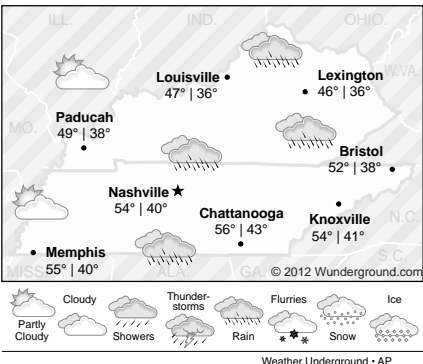 ILL.
IND.
OHIO.
Louisville
47° | 36°
Lexington
46° | 36°
W.VA.
Paducah
49° | 38°
MO.
Bristol
52° | 38°
Nashville
54° | 40°
Chattanooga
56° | 43°
Knoxville
54° | 41°
N.C.
S.C.
Memphis
55° | 40°
MISS.
ALA.
GA.
© 2012 Wunderground.com
Partly
Cloudy
Cloudy
Showers
Thunder-
storms
Rain
Flurries
Snow
Ice
Weather Underground • AP